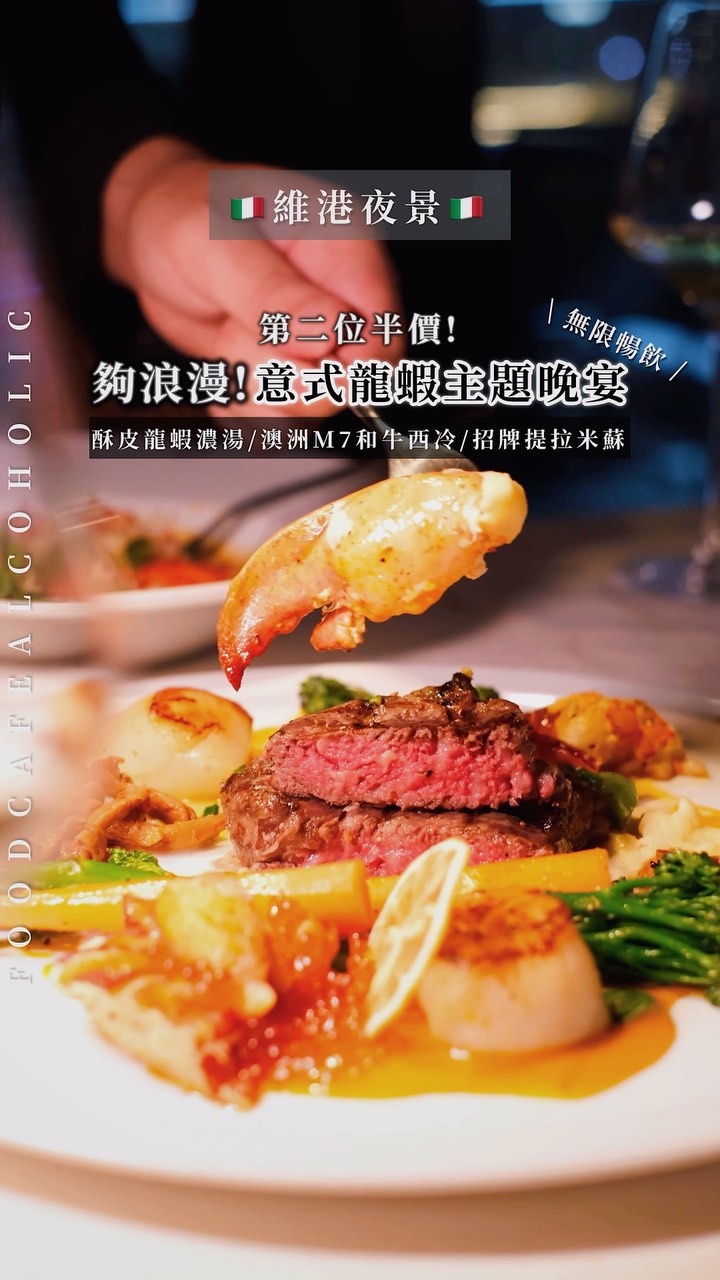 🇮🇹維港夜景🇮🇹
第二位半價!
\ 無限暢飲 /
夠浪漫!意式龍蝦主題晚宴
酥皮龍蝦濃湯/澳洲M7和牛西冷/招牌提拉米蘇
FOODCAFEALCOHOLIC